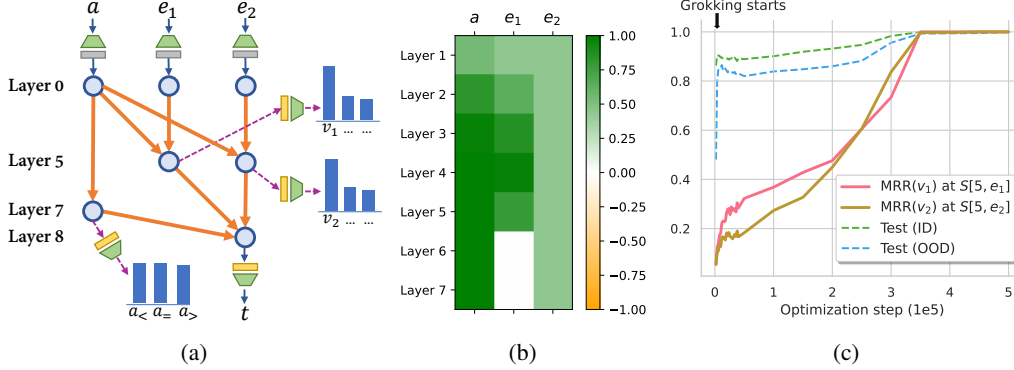 a e₁ e₂
Layer 0
Layer 5
Layer 7
Layer 8
v₁ ... ...
v₂ ... ...
a< a= a>
t
(a)
a e₁ e₂
Layer 1
Layer 2
Layer 3
Layer 4
Layer 5
Layer 6
Layer 7
1.00
0.75
0.50
0.25
0.00
−0.25
−0.50
−0.75
−1.00
(b)
Grokking starts
1.0
0.8
0.6
0.4
0.2
MRR(v₁) at S[5, e₁]
MRR(v₂) at S[5, e₂]
Test (ID)
Test (OOD)
0 1 2 3 4 5
Optimization step (1e5)
(c)